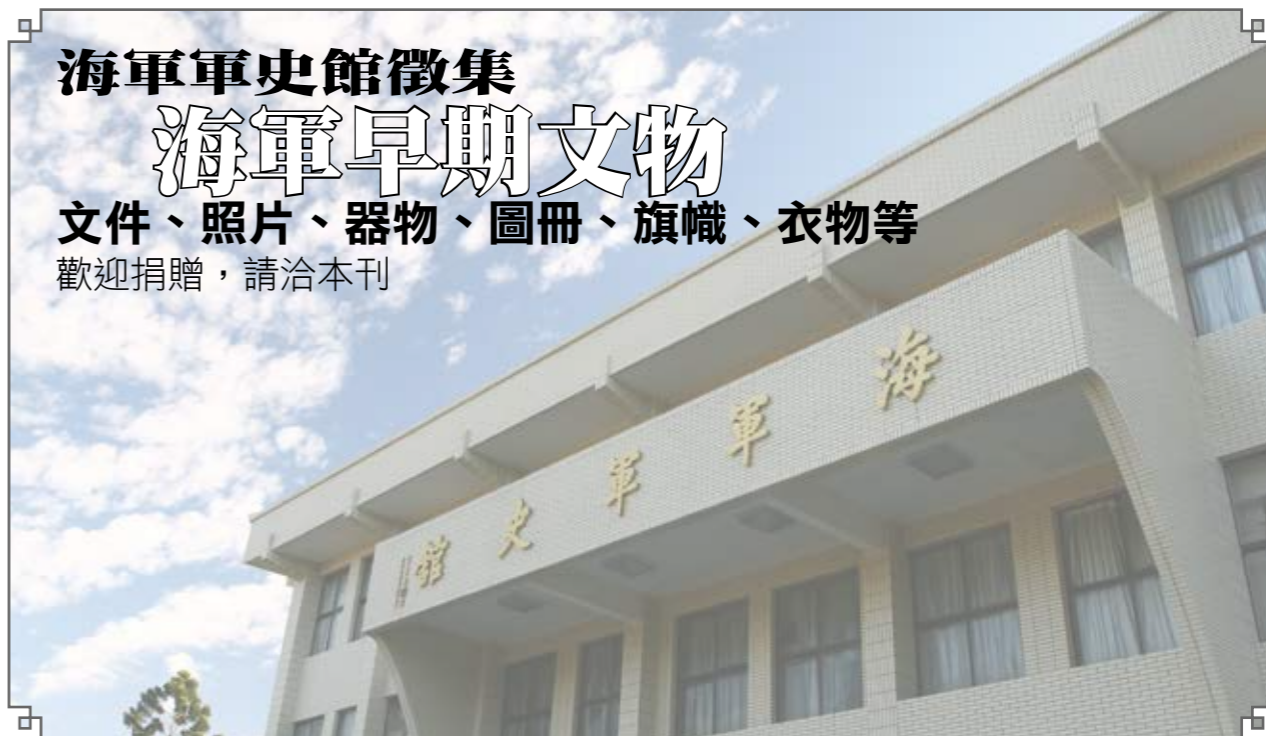 海軍軍史館徵集
海軍早期文物
文件、照片、器物、圖冊、旗幟、衣物等
歡迎捐贈，請洽本刊
海軍軍史館